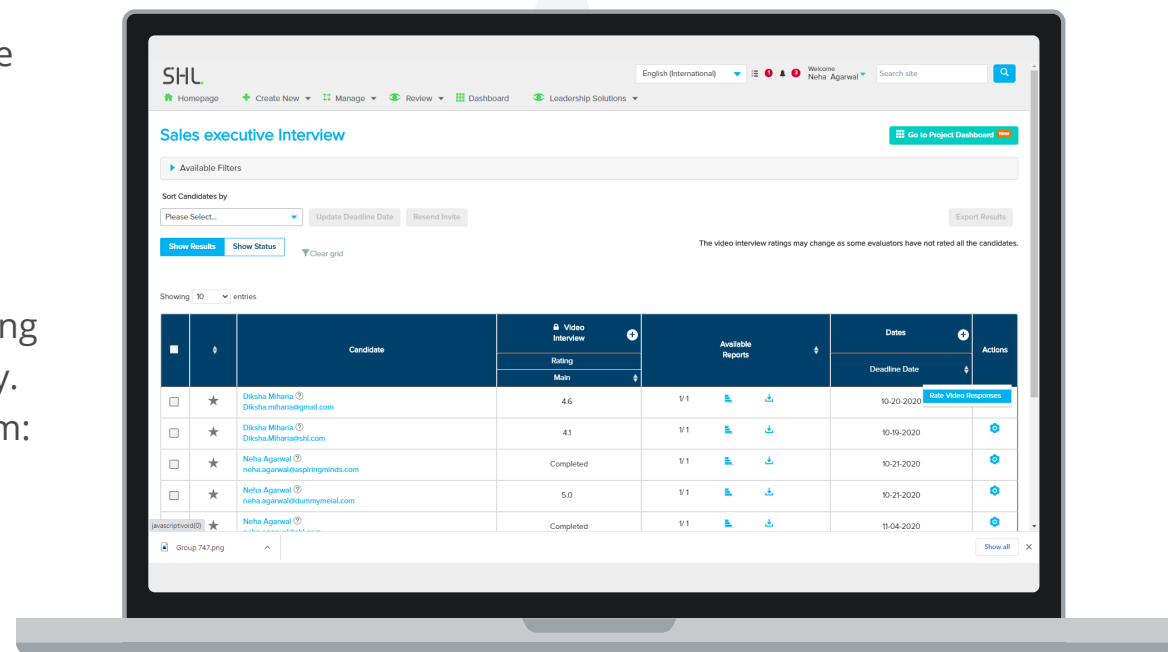 e
ng
y.
m:
SHL.
English (International)
1
3
Welcome
Neha Agarwal
Search site
Homepage
Create New
Manage
Review
Dashboard
Leadership Solutions
Sales executive Interview
Go to Project Dashboard New
Available Filters
Sort Candidates by
Please Select...
Update Deadline Date
Resend Invite
Export Results
Show Results
Show Status
Clear grid
The video interview ratings may change as some evaluators have not rated all the candidates.
Showing 10 entries
Candidate
Video Interview
Rating
Main
Available Reports
Dates
Deadline Date
Actions
Diksha Miharia
Diksha.miharia@gmail.com
4.6
1/ 1
10-20-2020
Rate Video Responses
Diksha Miharia
Diksha.Miharia@shl.com
4.1
1/ 1
10-19-2020
Neha Agarwal
neha.agarwal@aspiringminds.com
Completed
1/ 1
10-21-2020
Neha Agarwal
neha.agarwal@dummymeial.com
5.0
1/ 1
10-21-2020
Neha Agarwal
Completed
1/ 1
11-04-2020
javascript:void(0)
Group 747.png
Show all